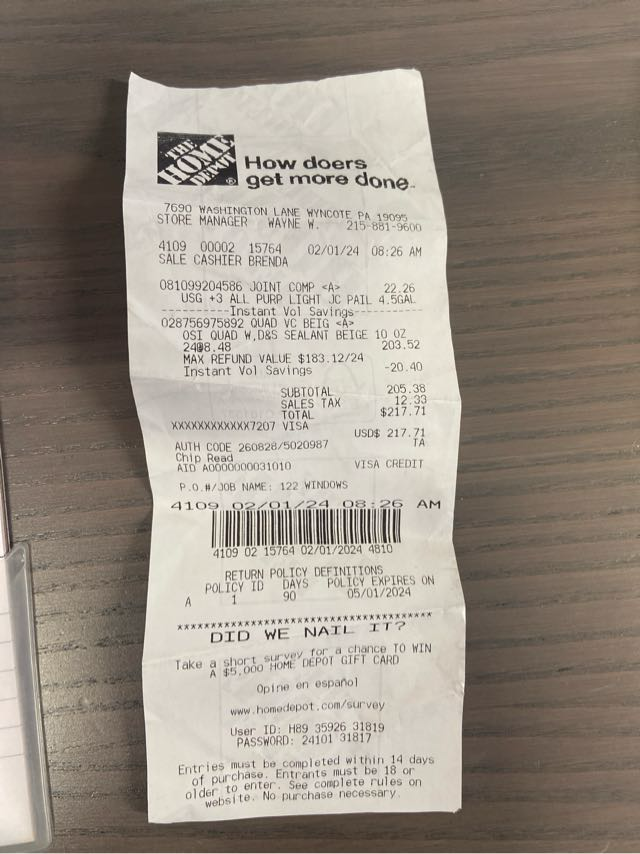 THE HOME DEPOT®
How doers
get more done™
7690 WASHINGTON LANE WYNCOTE PA 19095
STORE MANAGER WAYNE W. 215-881-9600
4109 00002 15764 02/01/24 08:26 AM
SALE CASHIER BRENDA
081099204586 JOINT COMP <A> 22.26
USG +3 ALL PURP LIGHT JC PAIL 4.5GAL
------------Instant Vol Savings------------
028756975892 QUAD VC BEIG <A>
OSI QUAD W,D&S SEALANT BEIGE 10 OZ
24@8.48 203.52
MAX REFUND VALUE $183.12/24
Instant Vol Savings -20.40
SUBTOTAL 205.38
SALES TAX 12.33
TOTAL $217.71
XXXXXXXXXXXX7207 VISA
USD$ 217.71
AUTH CODE 260828/5020987 TA
Chip Read
AID A0000000031010 VISA CREDIT
P.O.#/JOB NAME: 122 WINDOWS
4109 02/01/24 08:26 AM
4109 02 15764 02/01/2024 4810
RETURN POLICY DEFINITIONS
POLICY ID DAYS POLICY EXPIRES ON
A 1 90 05/01/2024
****************************************
DID WE NAIL IT?
Take a short survey for a chance TO WIN
A $5,000 HOME DEPOT GIFT CARD
Opine en español
www.homedepot.com/survey
User ID: H89 35926 31819
PASSWORD: 24101 31817
Entries must be completed within 14 days
of purchase. Entrants must be 18 or
older to enter. See complete rules on
website. No purchase necessary.